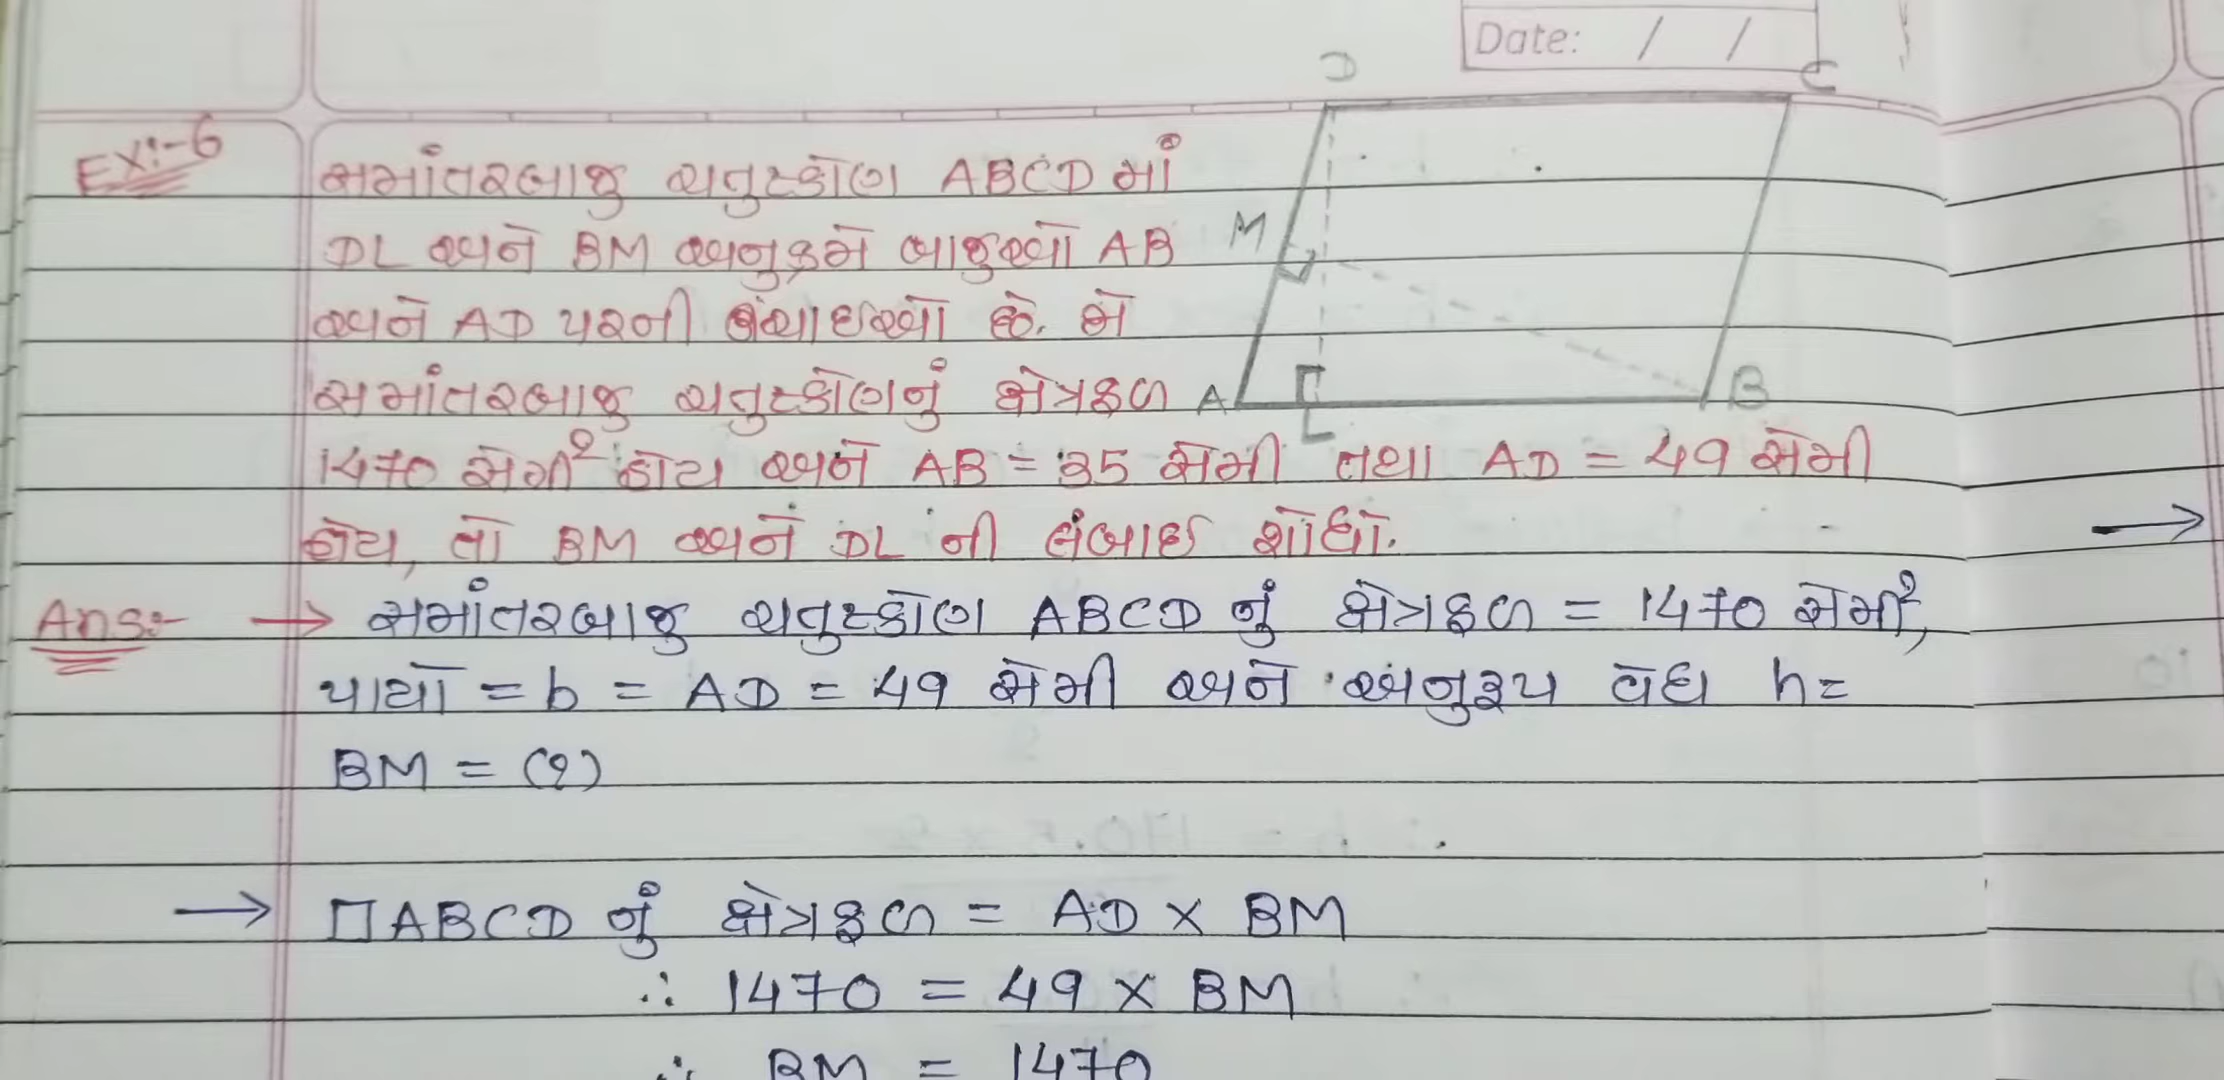 Date: / /
D C
Ex:-6 સમાંતરબાજુ ચતુષ્કોણ ABCD માં
DL અને BM અનુક્રમે બાજુઓ AB
M
અને AD પરની ઊંચાઈઓ છે. જો
સમાંતરબાજુ ચતુષ્કોણનું ક્ષેત્રફળ
A B
L
1470 સેમી² હોય અને AB = 35 સેમી તથા AD = 49 સેમી
હોય, તો BM અને DL ની લંબાઈ શોધો.
Ans:- → સમાંતરબાજુ ચતુષ્કોણ ABCD નું ક્ષેત્રફળ = 1470 સેમી²,
પાયો = b = AD = 49 સેમી અને અનુરૂપ વેધ h =
BM = (?)
→ □ABCD નું ક્ષેત્રફળ = AD × BM
∴ 1470 = 49 × BM
∴ BM = 1470